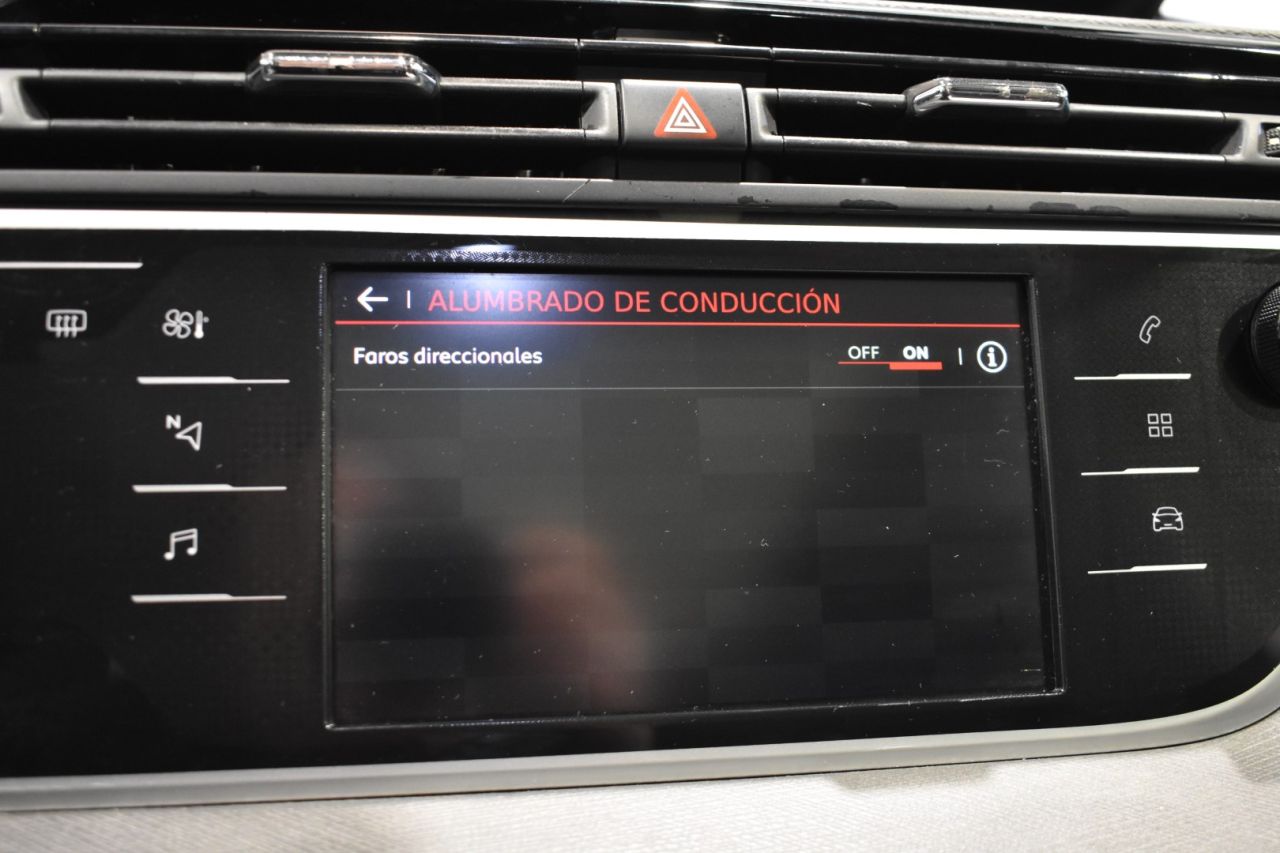 ALUMBRADO DE CONDUCCIÓN
Faros direccionales OFF ON
N